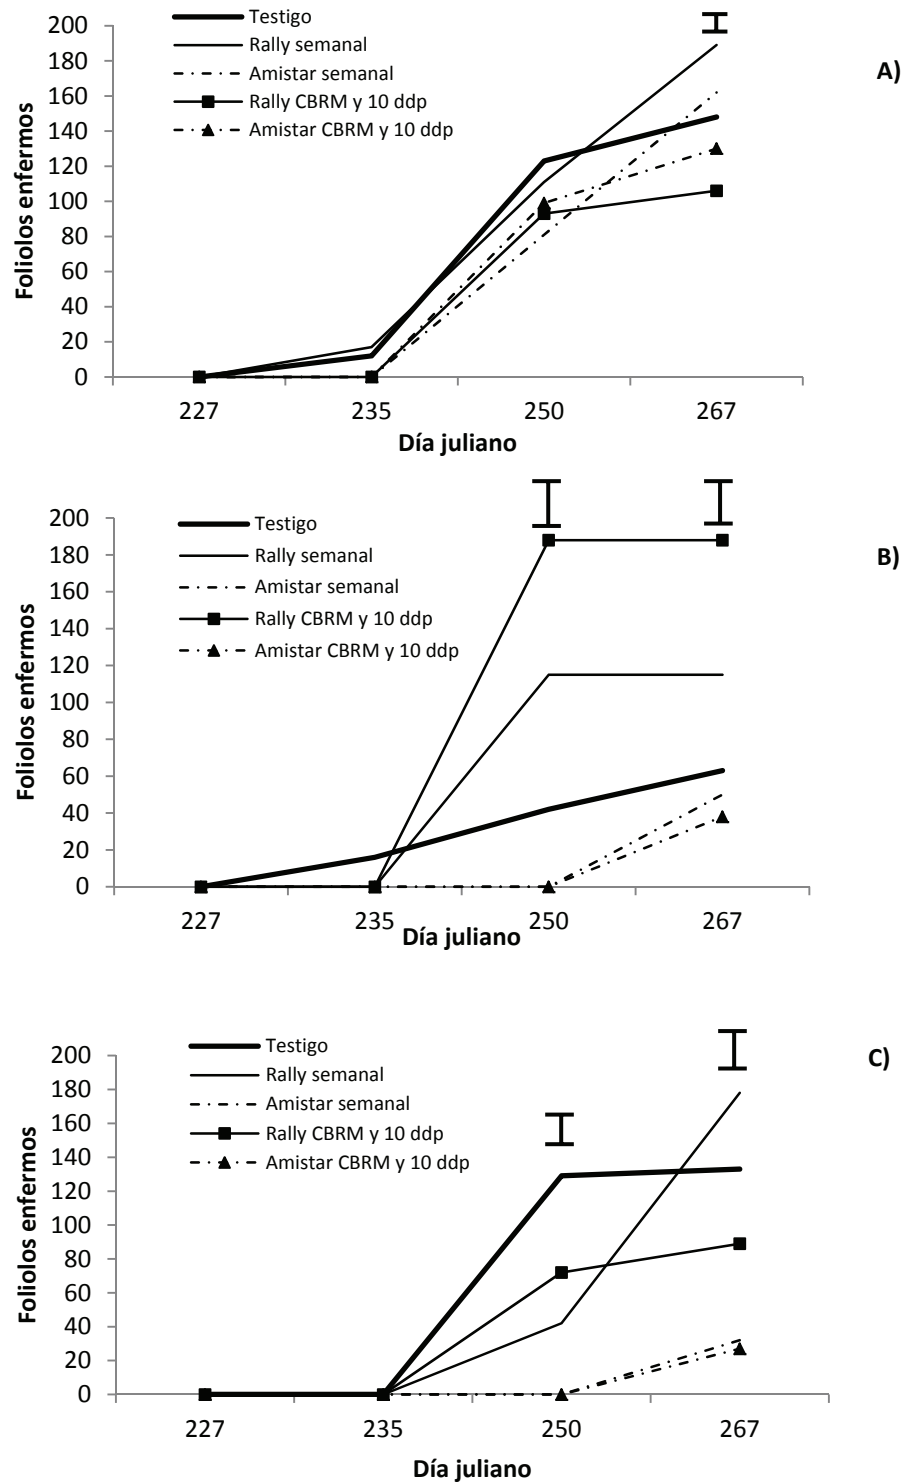 Testigo
Rally semanal
Amistar semanal
Rally CBRM y 10 ddp
Amistar CBRM y 10 ddp
A)
Foliolos enfermos
200
180
160
140
120
100
80
60
40
20
0
227 235 250 267
Día juliano
Testigo
Rally semanal
Amistar semanal
Rally CBRM y 10 ddp
Amistar CBRM y 10 ddp
B)
Foliolos enfermos
200
180
160
140
120
100
80
60
40
20
0
227 235 250 267
Día juliano
Testigo
Rally semanal
Amistar semanal
Rally CBRM y 10 ddp
Amistar CBRM y 10 ddp
C)
Foliolos enfermos
200
180
160
140
120
100
80
60
40
20
0
227 235 250 267
Día juliano